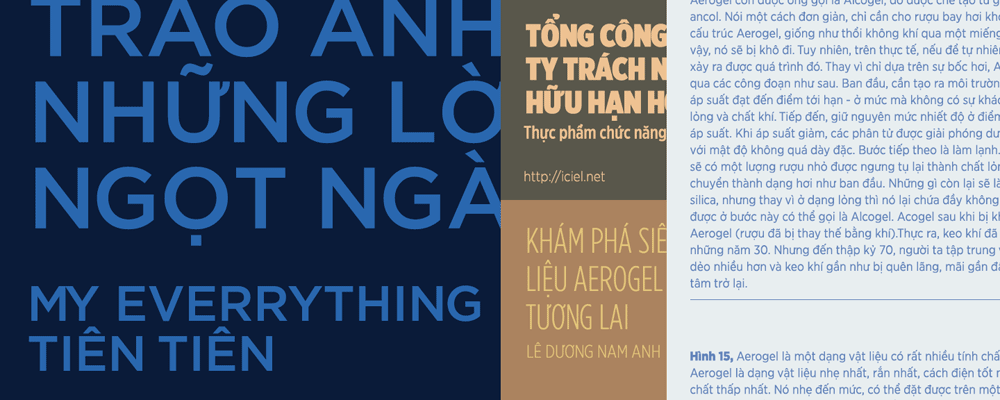 TRAO ANH
NHỮNG LỜ
NGỌT NGÀ
MY EVERRYTHING
TIÊN TIÊN
TỔNG CÔNG
TY TRÁCH N
HỮU HẠN H
Thực phẩm chức năng
http://iciel.net
KHÁM PHÁ SIÊ
LIỆU AEROGEL
TƯƠNG LAI
LÊ DƯƠNG NAM ANH
Aerogel còn được ông gọi là Alcogel, do được chế tạo từ g
ancol. Nói một cách đơn giản, chỉ cần cho rượu bay hơi kh
cấu trúc Aerogel, giống như thổi không khí qua một miếng
vậy, nó sẽ bị khô đi. Tuy nhiên, trên thực tế, nếu để tự nhiê
xảy ra được quá trình đó. Thay vì chỉ dựa trên sự bốc hơi, A
qua các công đoạn như sau. Ban đầu, cần tạo ra môi trườn
áp suất đạt đến điểm tới hạn - ở mức mà không có sự khá
lỏng và chất khí. Tiếp đến, giữ nguyên mức nhiệt độ ở điểm
áp suất. Khi áp suất giảm, các phân tử được giải phóng dư
với mật độ không quá dày đặc. Bước tiếp theo là làm lạnh.
sẽ có một lượng rượu nhỏ được ngưng tụ lại thành chất lỏn
chuyển thành dạng hơi như ban đầu. Những gì còn lại sẽ là
silica, nhưng thay vì ở dạng lỏng thì nó lại chứa đầy không
được ở bước này có thể gọi là Alcogel. Acogel sau khi bị kh
Aerogel (rượu đã bị thay thế bằng khí).Thực ra, keo khí đã
những năm 30. Nhưng đến thập kỷ 70, người ta tập trung v
dẻo nhiều hơn và keo khí gần như bị quên lãng, mãi gần đâ
tâm trở lại.
Hình 15, Aerogel là một dạng vật liệu có rất nhiều tính chấ
Aerogel là dạng vật liệu nhẹ nhất, rắn nhất, cách điện tốt n
chất thấp nhất. Nó nhẹ đến mức, có thể đặt được trên một